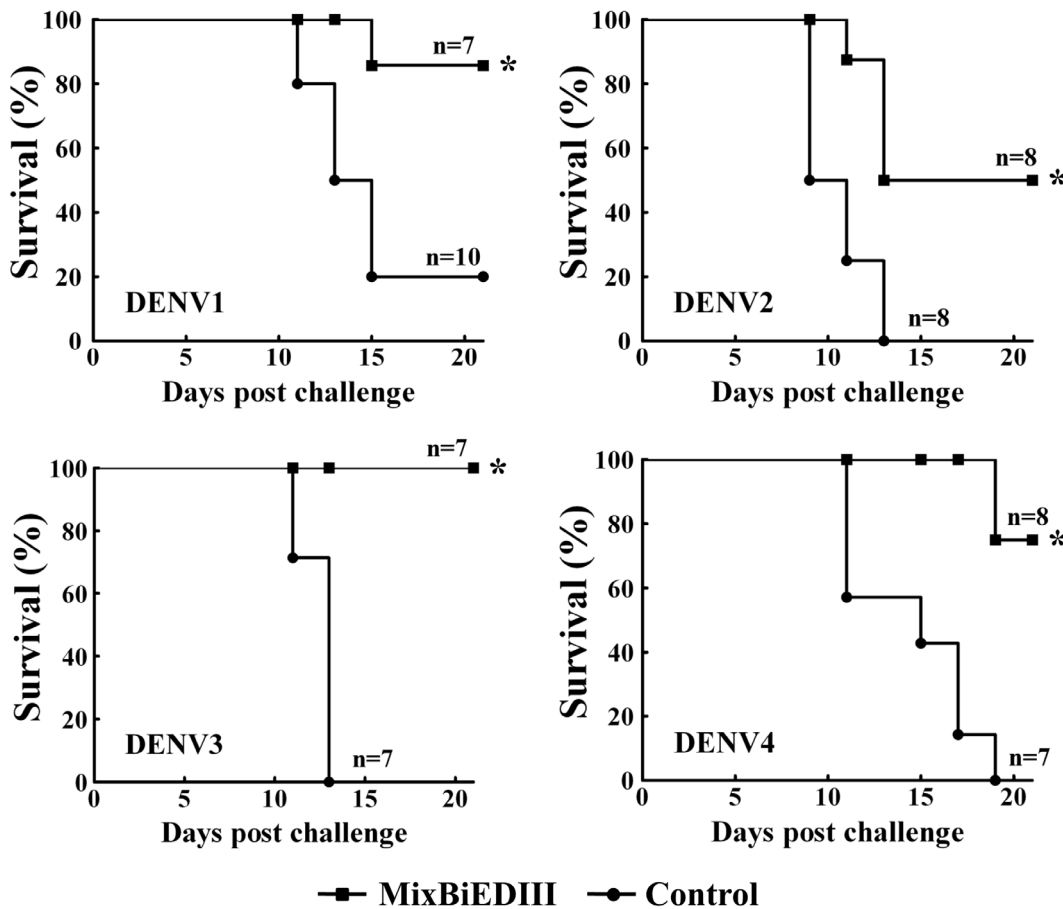 Survival (%)
100
80
60
40
20
0
n=7
*
n=10
DENV1
0 5 10 15 20
Days post challenge
Survival (%)
100
80
60
40
20
0
n=8
*
n=8
DENV2
0 5 10 15 20
Days post challenge
Survival (%)
100
80
60
40
20
0
n=7
*
n=7
DENV3
0 5 10 15 20
Days post challenge
Survival (%)
100
80
60
40
20
0
n=8
*
n=7
DENV4
0 5 10 15 20
Days post challenge
MixBiEDIII Control